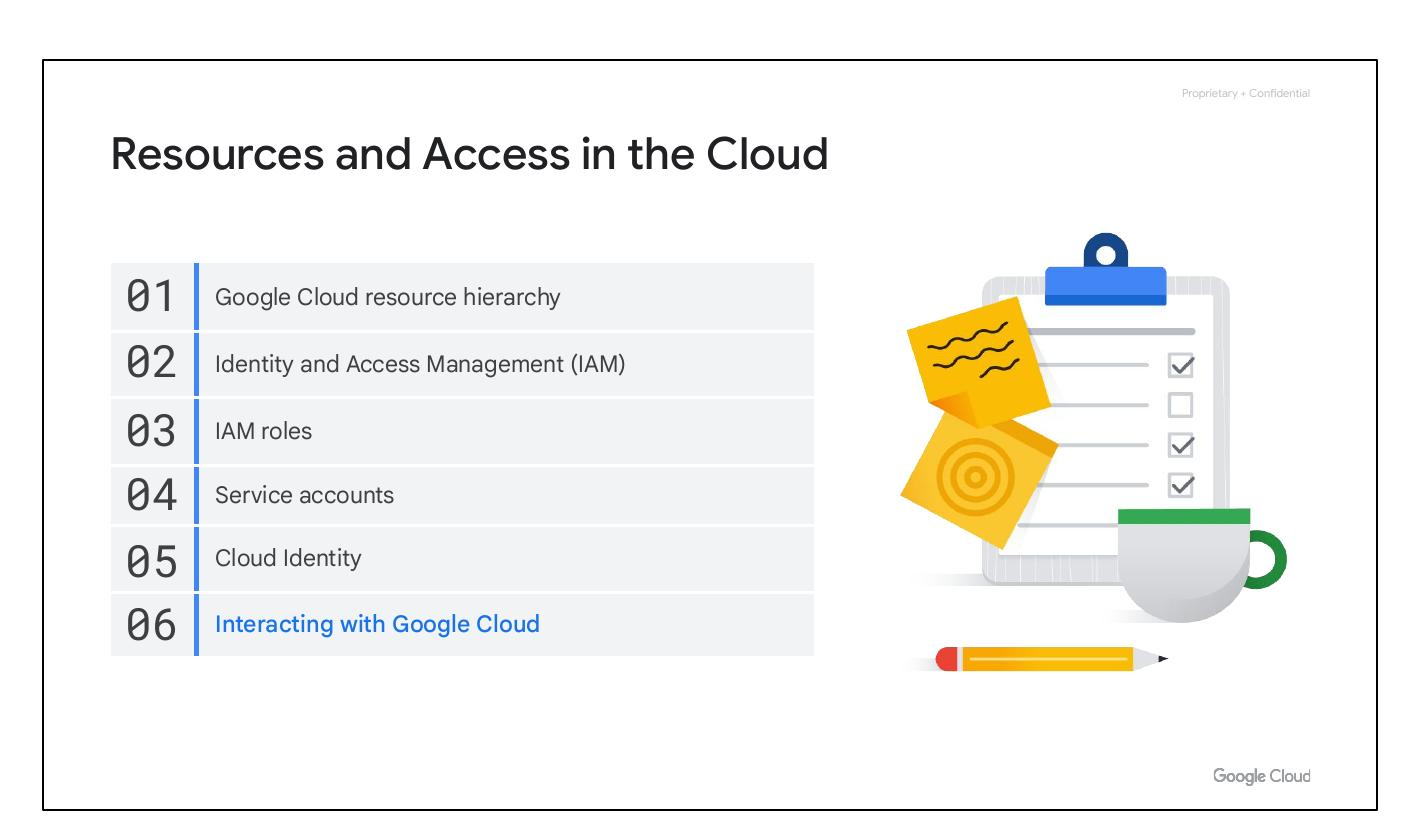 Proprietary + Confidential
Resources and Access in the Cloud
01 Google Cloud resource hierarchy
02 Identity and Access Management (IAM)
03 IAM roles
04 Service accounts
05 Cloud Identity
06 Interacting with Google Cloud
Google Cloud